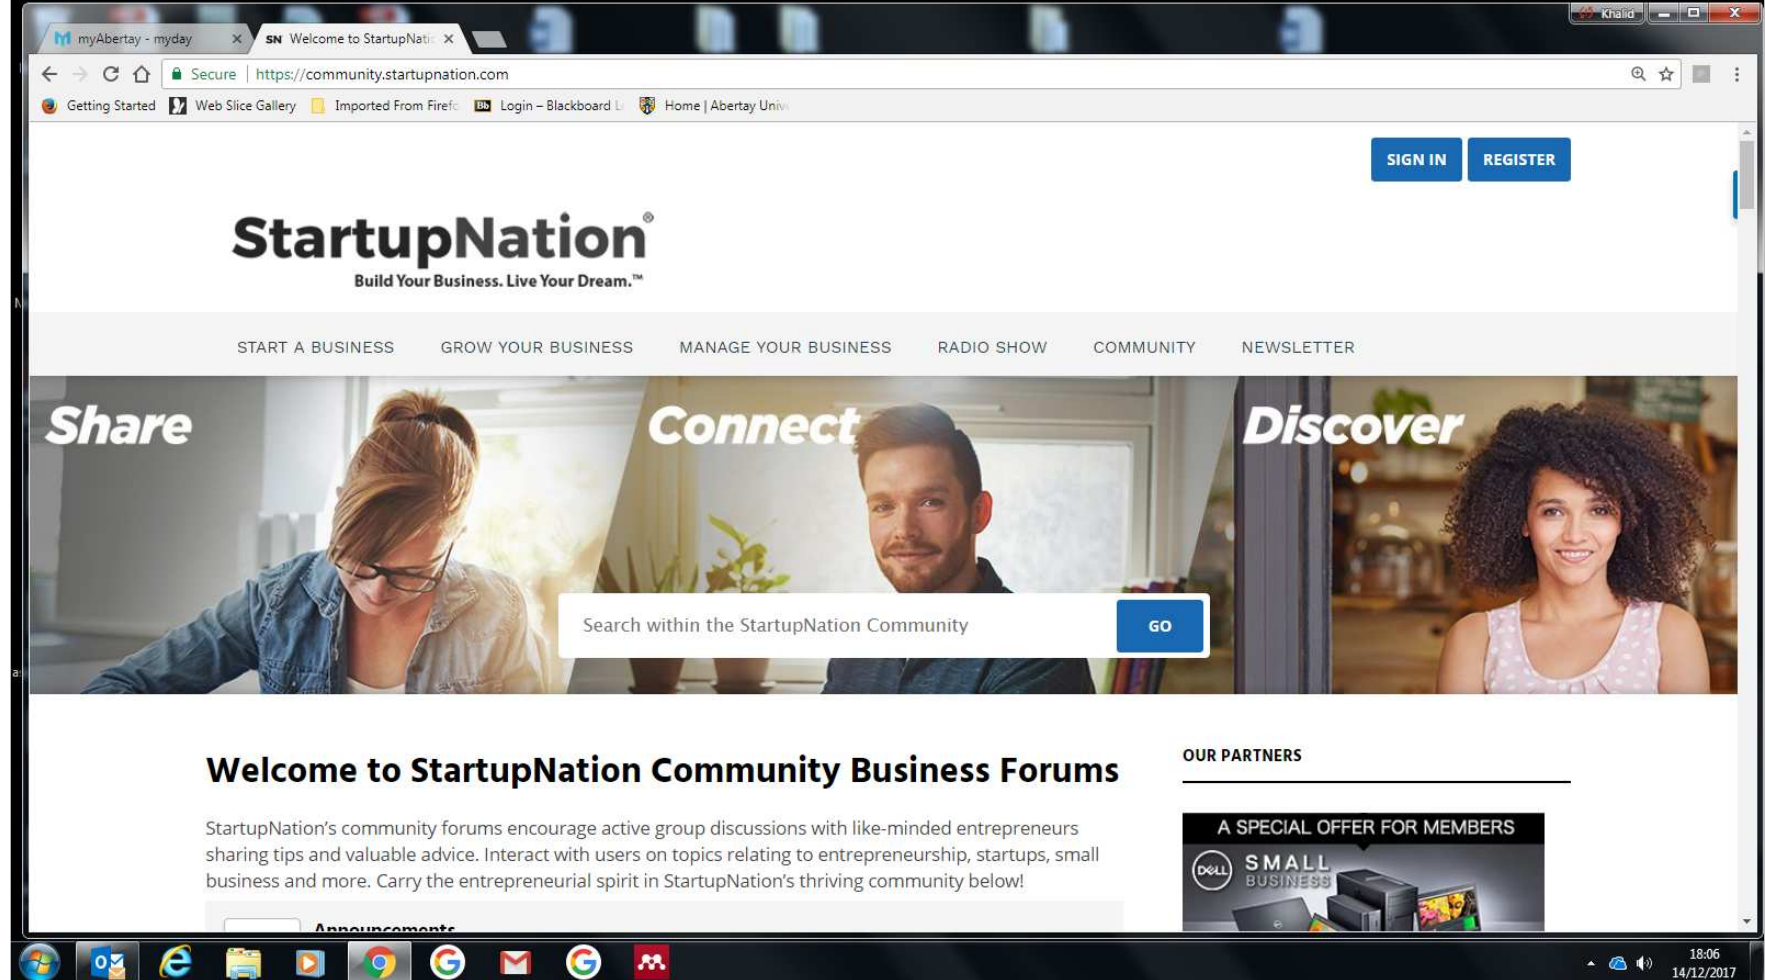 Khalid
myAbertay - myday
SN Welcome to StartupNatio
Secure | https://community.startupnation.com
Getting Started Web Slice Gallery Imported From Firefo Bb Login – Blackboard L Home | Abertay Univ
SIGN IN REGISTER
StartupNation®
Build Your Business. Live Your Dream.™
START A BUSINESS GROW YOUR BUSINESS MANAGE YOUR BUSINESS RADIO SHOW COMMUNITY NEWSLETTER
Share Connect Discover
Search within the StartupNation Community GO
Welcome to StartupNation Community Business Forums
StartupNation's community forums encourage active group discussions with like-minded entrepreneurs
sharing tips and valuable advice. Interact with users on topics relating to entrepreneurship, startups, small
business and more. Carry the entrepreneurial spirit in StartupNation's thriving community below!
Announcements
OUR PARTNERS
A SPECIAL OFFER FOR MEMBERS
DELL SMALL
BUSINESS
18:06
14/12/2017